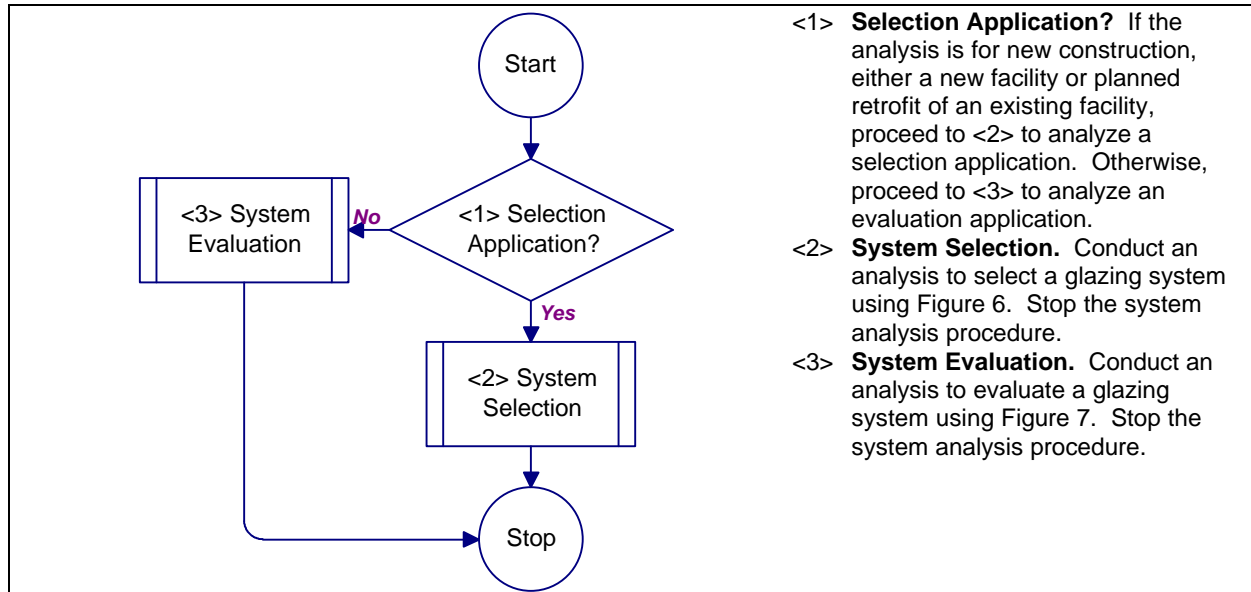 Start
<1> Selection
Application?
No
<3> System
Evaluation
Yes
<2> System
Selection
Stop
<1> Selection Application? If the
analysis is for new construction,
either a new facility or planned
retrofit of an existing facility,
proceed to <2> to analyze a
selection application. Otherwise,
proceed to <3> to analyze an
evaluation application.
<2> System Selection. Conduct an
analysis to select a glazing system
using Figure 6. Stop the system
analysis procedure.
<3> System Evaluation. Conduct an
analysis to evaluate a glazing
system using Figure 7. Stop the
system analysis procedure.